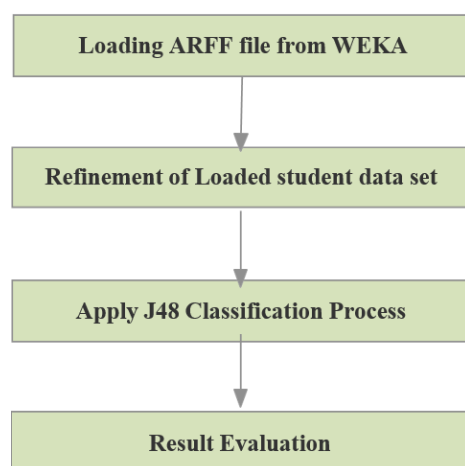 Loading ARFF file from WEKA
Refinement of Loaded student data set
Apply J48 Classification Process
Result Evaluation